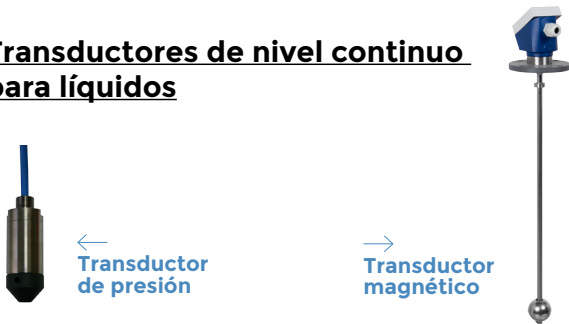 Transductores de nivel continuo
para líquidos
Transductor
de presión
Transductor
magnético